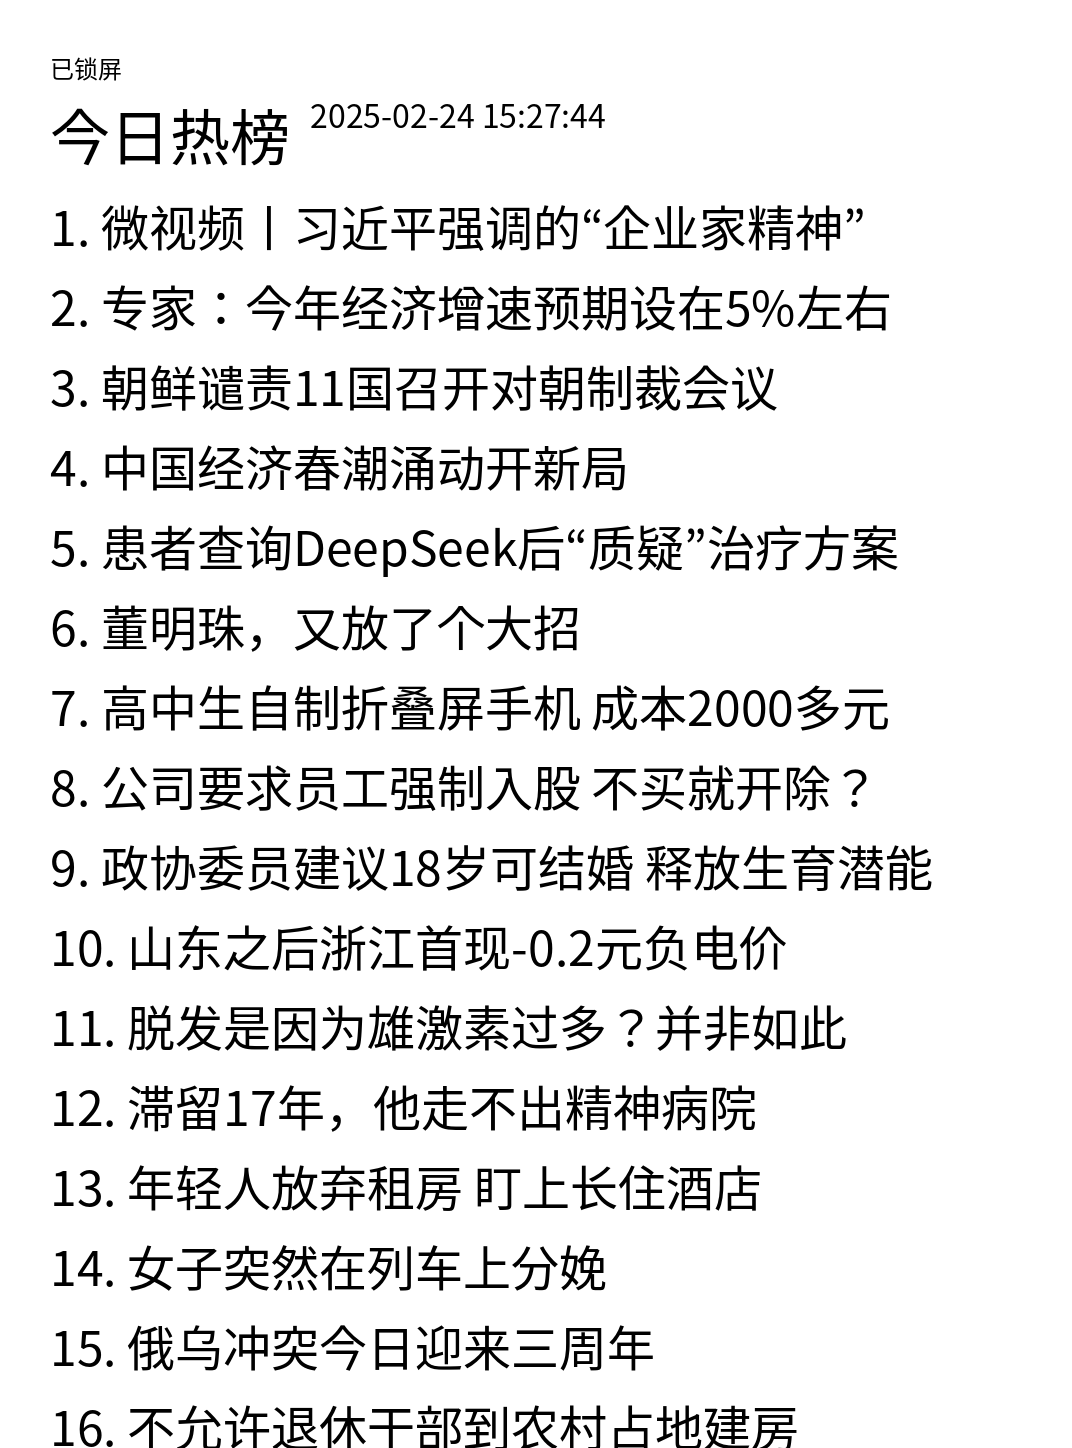 已锁屏
今日热榜 2025-02-24 15:27:44
1. 微视频丨习近平强调的“企业家精神”
2. 专家：今年经济增速预期设在5%左右
3. 朝鲜谴责11国召开对朝制裁会议
4. 中国经济春潮涌动开新局
5. 患者查询DeepSeek后“质疑”治疗方案
6. 董明珠，又放了个大招
7. 高中生自制折叠屏手机 成本2000多元
8. 公司要求员工强制入股 不买就开除？
9. 政协委员建议18岁可结婚 释放生育潜能
10. 山东之后浙江首现-0.2元负电价
11. 脱发是因为雄激素过多？并非如此
12. 滞留17年，他走不出精神病院
13. 年轻人放弃租房 盯上长住酒店
14. 女子突然在列车上分娩
15. 俄乌冲突今日迎来三周年
16. 不允许退休干部到农村占地建房